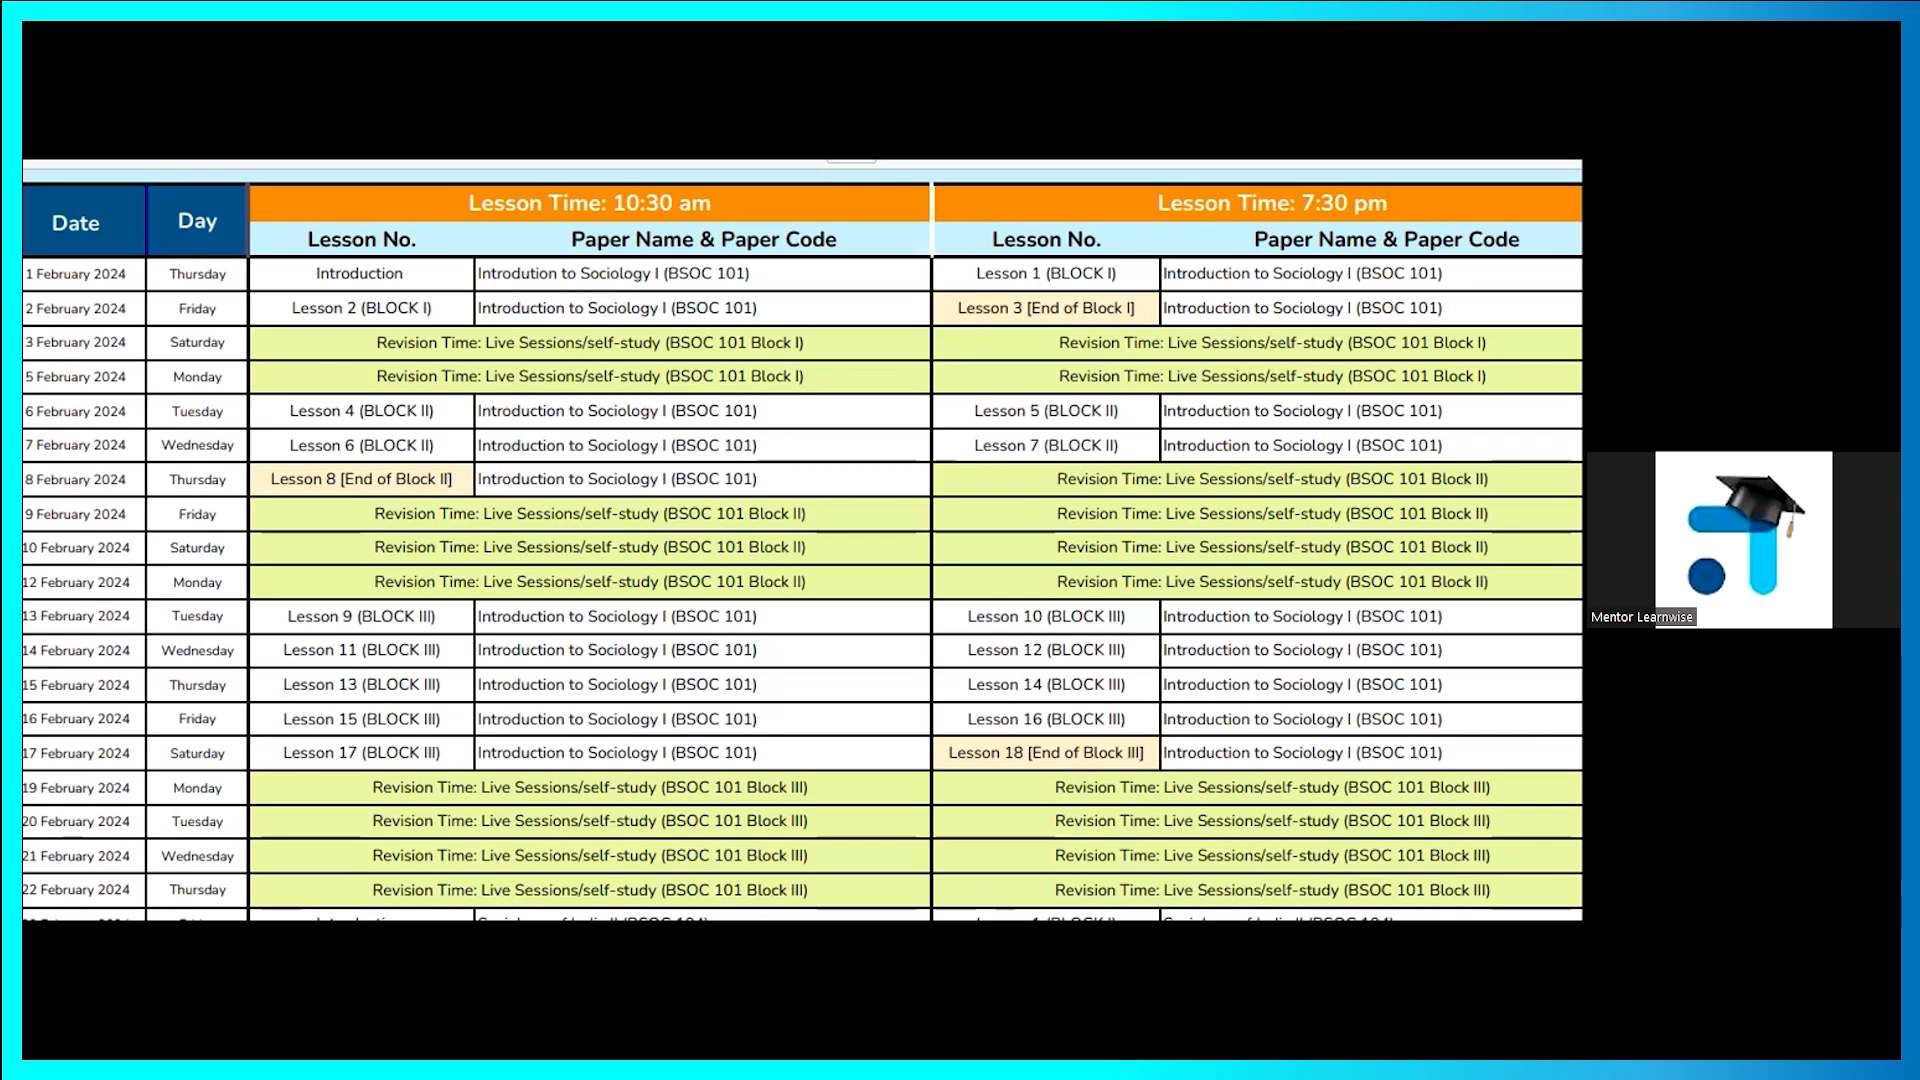 Date Day Lesson Time: 10:30 am Lesson Time: 7:30 pm
Lesson No. Paper Name & Paper Code Lesson No. Paper Name & Paper Code
1 February 2024 Thursday Introduction Introdution to Sociology I (BSOC 101) Lesson 1 (BLOCK I) Introduction to Sociology I (BSOC 101)
2 February 2024 Friday Lesson 2 (BLOCK I) Introduction to Sociology I (BSOC 101) Lesson 3 [End of Block I] Introduction to Sociology I (BSOC 101)
3 February 2024 Saturday Revision Time: Live Sessions/self-study (BSOC 101 Block I) Revision Time: Live Sessions/self-study (BSOC 101 Block I)
5 February 2024 Monday Revision Time: Live Sessions/self-study (BSOC 101 Block I) Revision Time: Live Sessions/self-study (BSOC 101 Block I)
6 February 2024 Tuesday Lesson 4 (BLOCK II) Introduction to Sociology I (BSOC 101) Lesson 5 (BLOCK II) Introduction to Sociology I (BSOC 101)
7 February 2024 Wednesday Lesson 6 (BLOCK II) Introduction to Sociology I (BSOC 101) Lesson 7 (BLOCK II) Introduction to Sociology I (BSOC 101)
8 February 2024 Thursday Lesson 8 [End of Block II] Introduction to Sociology I (BSOC 101) Revision Time: Live Sessions/self-study (BSOC 101 Block II)
9 February 2024 Friday Revision Time: Live Sessions/self-study (BSOC 101 Block II) Revision Time: Live Sessions/self-study (BSOC 101 Block II)
10 February 2024 Saturday Revision Time: Live Sessions/self-study (BSOC 101 Block II) Revision Time: Live Sessions/self-study (BSOC 101 Block II)
12 February 2024 Monday Revision Time: Live Sessions/self-study (BSOC 101 Block II) Revision Time: Live Sessions/self-study (BSOC 101 Block II)
13 February 2024 Tuesday Lesson 9 (BLOCK III) Introduction to Sociology I (BSOC 101) Lesson 10 (BLOCK III) Introduction to Sociology I (BSOC 101)
14 February 2024 Wednesday Lesson 11 (BLOCK III) Introduction to Sociology I (BSOC 101) Lesson 12 (BLOCK III) Introduction to Sociology I (BSOC 101)
15 February 2024 Thursday Lesson 13 (BLOCK III) Introduction to Sociology I (BSOC 101) Lesson 14 (BLOCK III) Introduction to Sociology I (BSOC 101)
16 February 2024 Friday Lesson 15 (BLOCK III) Introduction to Sociology I (BSOC 101) Lesson 16 (BLOCK III) Introduction to Sociology I (BSOC 101)
17 February 2024 Saturday Lesson 17 (BLOCK III) Introduction to Sociology I (BSOC 101) Lesson 18 [End of Block III] Introduction to Sociology I (BSOC 101)
19 February 2024 Monday Revision Time: Live Sessions/self-study (BSOC 101 Block III) Revision Time: Live Sessions/self-study (BSOC 101 Block III)
20 February 2024 Tuesday Revision Time: Live Sessions/self-study (BSOC 101 Block III) Revision Time: Live Sessions/self-study (BSOC 101 Block III)
21 February 2024 Wednesday Revision Time: Live Sessions/self-study (BSOC 101 Block III) Revision Time: Live Sessions/self-study (BSOC 101 Block III)
22 February 2024 Thursday Revision Time: Live Sessions/self-study (BSOC 101 Block III) Revision Time: Live Sessions/self-study (BSOC 101 Block III)
Mentor Learnwise